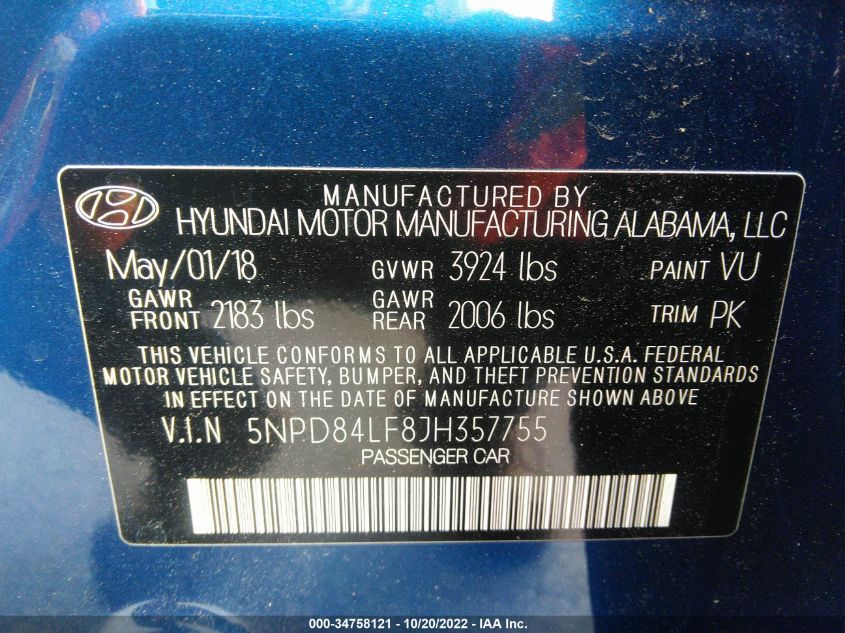 MANUFACTURED BY
HYUNDAI MOTOR MANUFACTURING ALABAMA, LLC
May/01/18 GVWR 3924 lbs PAINT VU
GAWR FRONT 2183 lbs GAWR REAR 2006 lbs TRIM PK
THIS VEHICLE CONFORMS TO ALL APPLICABLE U.S.A. FEDERAL
MOTOR VEHICLE SAFETY, BUMPER, AND THEFT PREVENTION STANDARDS
IN EFFECT ON THE DATE OF MANUFACTURE SHOWN ABOVE
V.I.N 5NPD84LF8JH357755
PASSENGER CAR
000-34758121 - 10/20/2022 - IAA Inc.